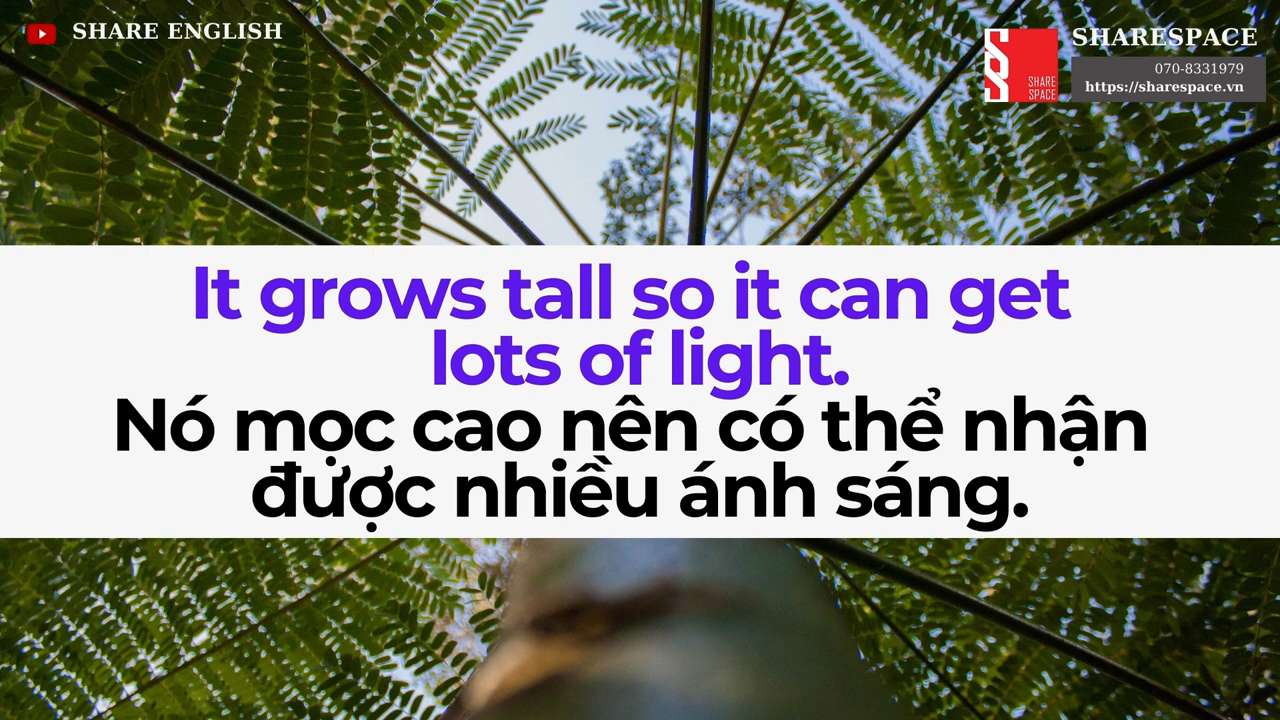 SHARE ENGLISH
SHARE
SPACE
SHARESPACE
070-8331979
https://sharespace.vn
It grows tall so it can get
lots of light.
Nó mọc cao nên có thể nhận
được nhiều ánh sáng.